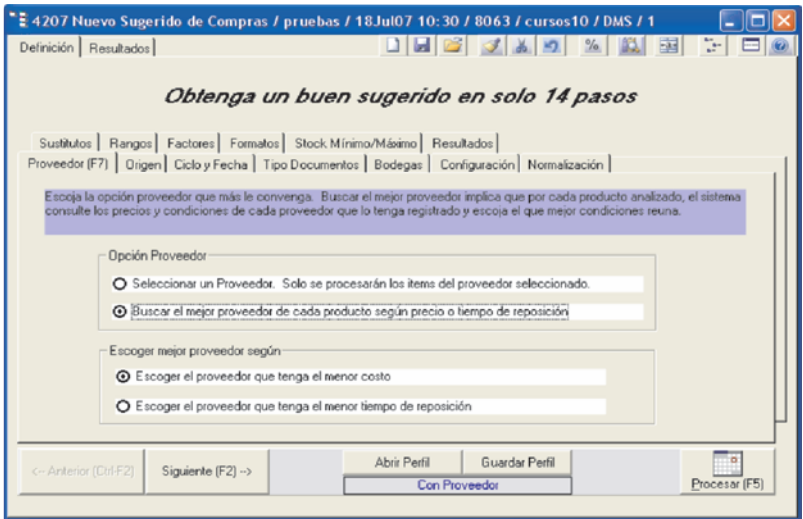 4207 Nuevo Sugerido de Compras / pruebas / 18Jul07 10:30 / 8063 / cursos10 / DMS / 1
Definición Resultados
%
Obtenga un buen sugerido en solo 14 pasos
Sustitutos Rangos Factores Formatos Stock Mínimo/Máximo Resultados
Proveedor (F7) Origen Ciclo y Fecha Tipo Documentos Bodegas Configuración Normalización
Escoja la opción proveedor que más le convenga. Buscar el mejor proveedor implica que por cada producto analizado, el sistema
consulte los precios y condiciones de cada proveedor que lo tenga registrado y escoja el que mejor condiciones reuna.
Opción Proveedor
Seleccionar un Proveedor. Solo se procesarán los items del proveedor seleccionado.
Buscar el mejor proveedor de cada producto según precio o tiempo de reposición
Escoger mejor proveedor según
Escoger el proveedor que tenga el menor costo
Escoger el proveedor que tenga el menor tiempo de reposición
<-- Anterior (Ctrl-F2) Siguiente (F2) --> Abrir Perfil Guardar Perfil
Con Proveedor Procesar (F5)